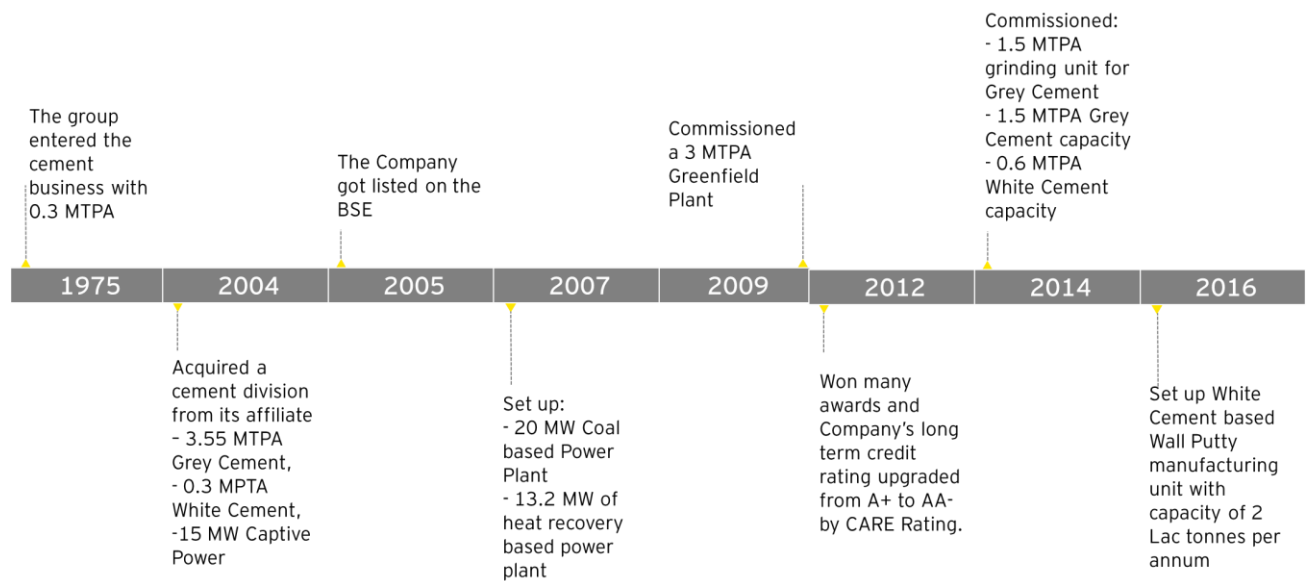 The group
entered the
cement
business with
0.3 MTPA
The Company
got listed on the
BSE
Commissioned
a 3 MTPA
Greenfield
Plant
Commissioned:
- 1.5 MTPA
grinding unit for
Grey Cement
- 1.5 MTPA Grey
Cement capacity
- 0.6 MTPA
White Cement
capacity
1975 2004 2005 2007 2009 2012 2014 2016
Acquired a
cement division
from its affiliate
– 3.55 MTPA
Grey Cement,
- 0.3 MPTA
White Cement,
-15 MW Captive
Power
Set up:
- 20 MW Coal
based Power
Plant
- 13.2 MW of
heat recovery
based power
plant
Won many
awards and
Company's long
term credit
rating upgraded
from A+ to AA-
by CARE Rating.
Set up White
Cement based
Wall Putty
manufacturing
unit with
capacity of 2
Lac tonnes per
annum